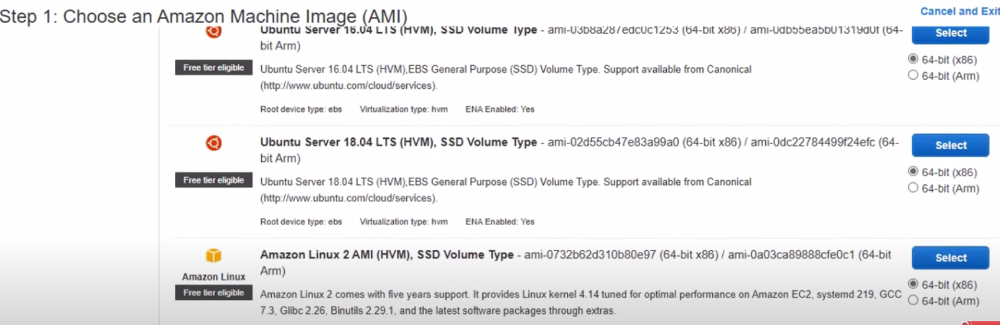 Step 1: Choose an Amazon Machine Image (AMI)
Cancel and Exit
Ubuntu Server 16.04 LTS (HVM), SSD Volume Type - ami-03b8a287edc0c1253 (64-bit x86) / ami-0db55ea5b01319d0f (64-
bit Arm)
Select
Free tier eligible
Ubuntu Server 16.04 LTS (HVM),EBS General Purpose (SSD) Volume Type. Support available from Canonical
(http://www.ubuntu.com/cloud/services).
64-bit (x86)
64-bit (Arm)
Root device type: ebs Virtualization type: hvm ENA Enabled: Yes
Ubuntu Server 18.04 LTS (HVM), SSD Volume Type - ami-02d55cb47e83a99a0 (64-bit x86) / ami-0dc22784499f24efc (64-
bit Arm)
Select
Free tier eligible
Ubuntu Server 18.04 LTS (HVM),EBS General Purpose (SSD) Volume Type. Support available from Canonical
(http://www.ubuntu.com/cloud/services).
64-bit (x86)
64-bit (Arm)
Root device type: ebs Virtualization type: hvm ENA Enabled: Yes
Amazon Linux 2 AMI (HVM), SSD Volume Type - ami-0732b62d310b80e97 (64-bit x86) / ami-0a03ca89888cfe0c1 (64-bit
Arm)
Select
Amazon Linux
Free tier eligible
Amazon Linux 2 comes with five years support. It provides Linux kernel 4.14 tuned for optimal performance on Amazon EC2, systemd 219, GCC
7.3, Glibc 2.26, Binutils 2.29.1, and the latest software packages through extras.
64-bit (x86)
64-bit (Arm)